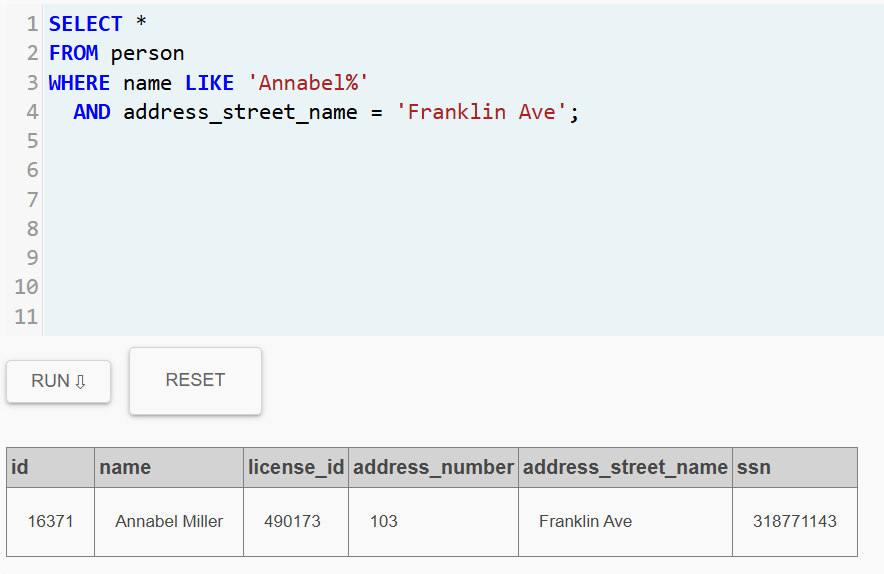 1 SELECT *
2 FROM person
3 WHERE name LIKE 'Annabel%'
4   AND address_street_name = 'Franklin Ave';
5
6
7
8
9
10
11
RUN ⇩ RESET
id name license_id address_number address_street_name ssn
16371 Annabel Miller 490173 103 Franklin Ave 318771143